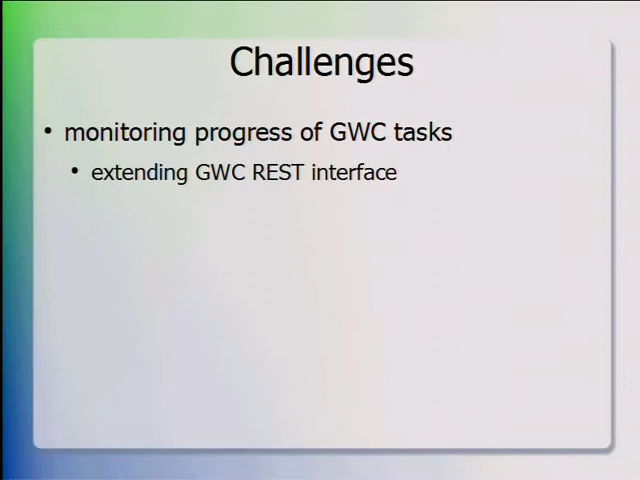 Challenges
• monitoring progress of GWC tasks
• extending GWC REST interface